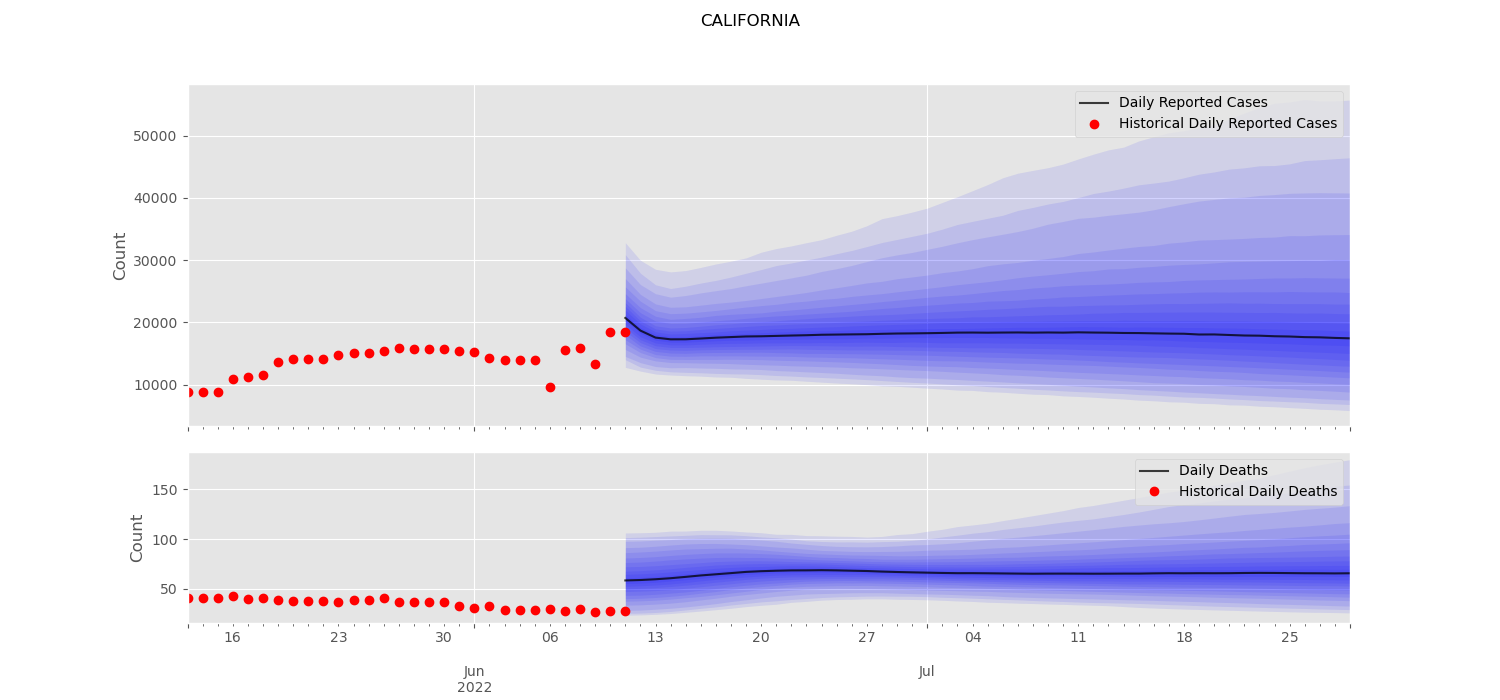 CALIFORNIA
Daily Reported Cases
Historical Daily Reported Cases
50000
40000
30000
20000
10000
Count
Daily Deaths
Historical Daily Deaths
150
100
50
Count
16 23 30 06 13 20 27 04 11 18 25
Jun Jul
2022